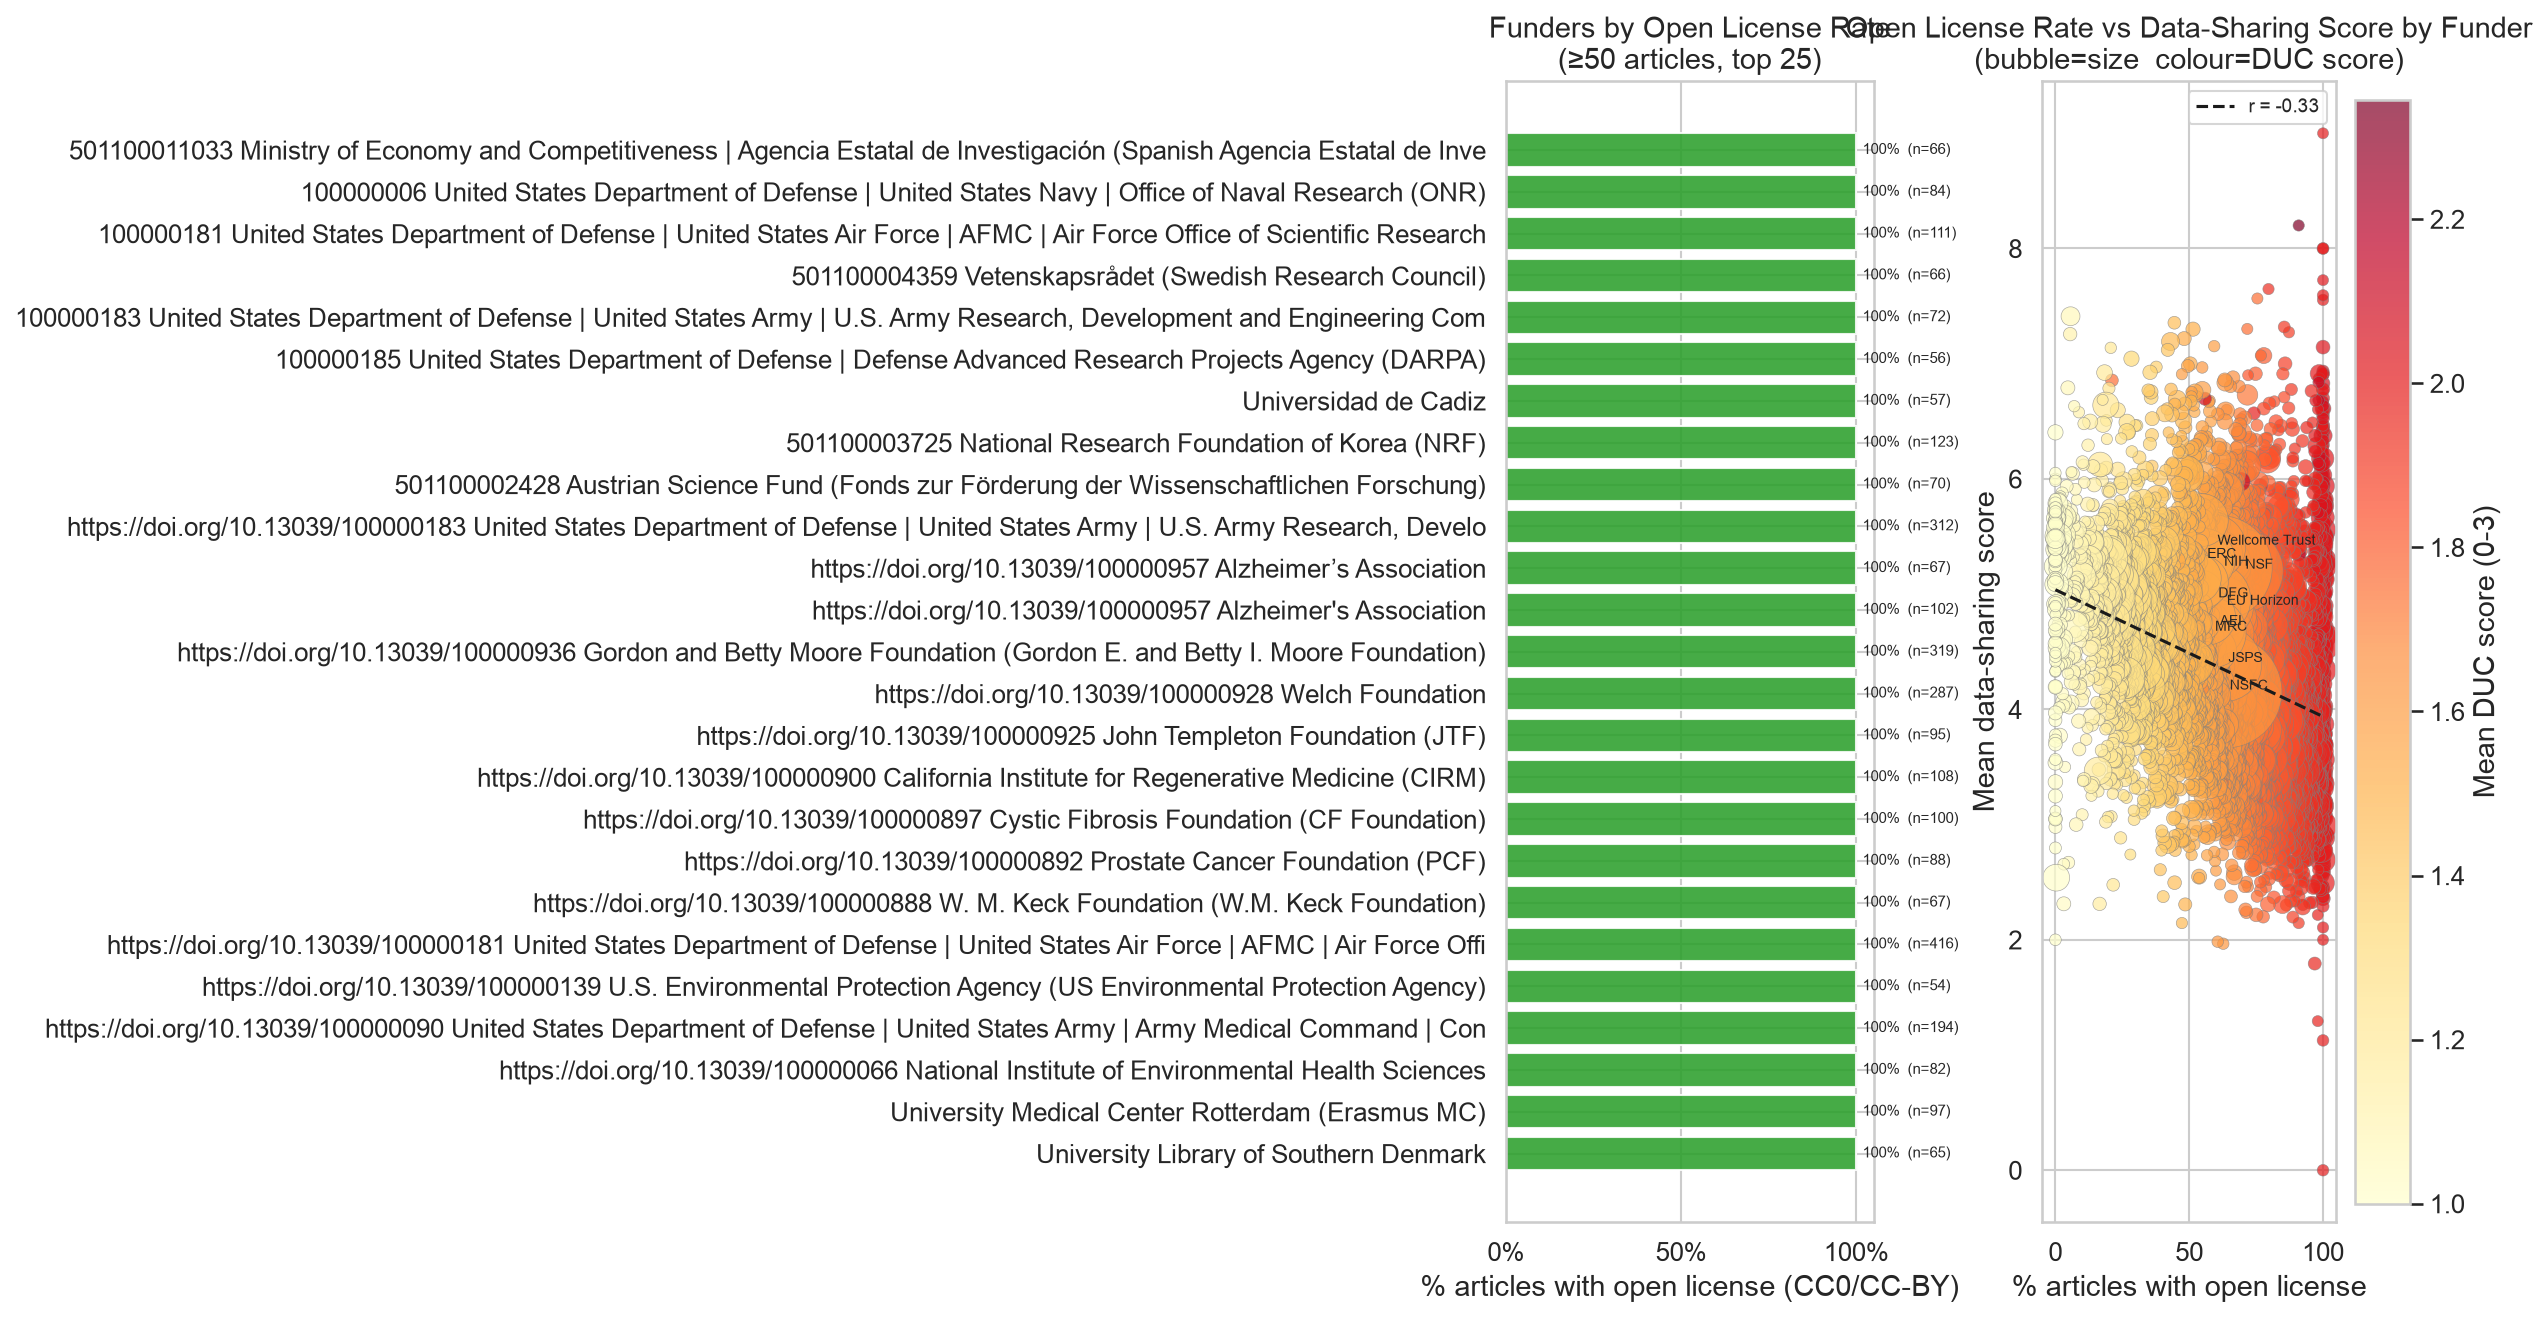 Funders by Open License Rate
(≥50 articles, top 25)
501100011033 Ministry of Economy and Competitiveness | Agencia Estatal de Investigación (Spanish Agencia Estatal de Inve
100% (n=66)
100000006 United States Department of Defense | United States Navy | Office of Naval Research (ONR)
100% (n=84)
100000181 United States Department of Defense | United States Air Force | AFMC | Air Force Office of Scientific Research
100% (n=111)
501100004359 Vetenskapsrådet (Swedish Research Council)
100% (n=66)
100000183 United States Department of Defense | United States Army | U.S. Army Research, Development and Engineering Com
100% (n=72)
100000185 United States Department of Defense | Defense Advanced Research Projects Agency (DARPA)
100% (n=56)
Universidad de Cadiz
100% (n=57)
501100003725 National Research Foundation of Korea (NRF)
100% (n=123)
501100002428 Austrian Science Fund (Fonds zur Förderung der Wissenschaftlichen Forschung)
100% (n=70)
https://doi.org/10.13039/100000183 United States Department of Defense | United States Army | U.S. Army Research, Develo
100% (n=312)
https://doi.org/10.13039/100000957 Alzheimer’s Association
100% (n=67)
https://doi.org/10.13039/100000957 Alzheimer's Association
100% (n=102)
https://doi.org/10.13039/100000936 Gordon and Betty Moore Foundation (Gordon E. and Betty I. Moore Foundation)
100% (n=319)
https://doi.org/10.13039/100000928 Welch Foundation
100% (n=287)
https://doi.org/10.13039/100000925 John Templeton Foundation (JTF)
100% (n=95)
https://doi.org/10.13039/100000900 California Institute for Regenerative Medicine (CIRM)
100% (n=108)
https://doi.org/10.13039/100000897 Cystic Fibrosis Foundation (CF Foundation)
100% (n=100)
https://doi.org/10.13039/100000892 Prostate Cancer Foundation (PCF)
100% (n=88)
https://doi.org/10.13039/100000888 W. M. Keck Foundation (W.M. Keck Foundation)
100% (n=67)
https://doi.org/10.13039/100000181 United States Department of Defense | United States Air Force | AFMC | Air Force Offi
100% (n=416)
https://doi.org/10.13039/100000139 U.S. Environmental Protection Agency (US Environmental Protection Agency)
100% (n=54)
https://doi.org/10.13039/100000090 United States Department of Defense | United States Army | Army Medical Command | Con
100% (n=194)
https://doi.org/10.13039/100000066 National Institute of Environmental Health Sciences
100% (n=82)
University Medical Center Rotterdam (Erasmus MC)
100% (n=97)
University Library of Southern Denmark
100% (n=65)
0% 50% 100%
% articles with open license (CC0/CC-BY)
Open License Rate vs Data-Sharing Score by Funder
(bubble=size colour=DUC score)
r = -0.33
Mean data-sharing score
8
6
4
2
0
Wellcome Trust
ERC
NIH
NSF
DFG
EU Horizon
AEI
MRC
JSPS
NSFC
0 50 100
% articles with open license
2.2
2.0
1.8
1.6
1.4
1.2
1.0
Mean DUC score (0-3)